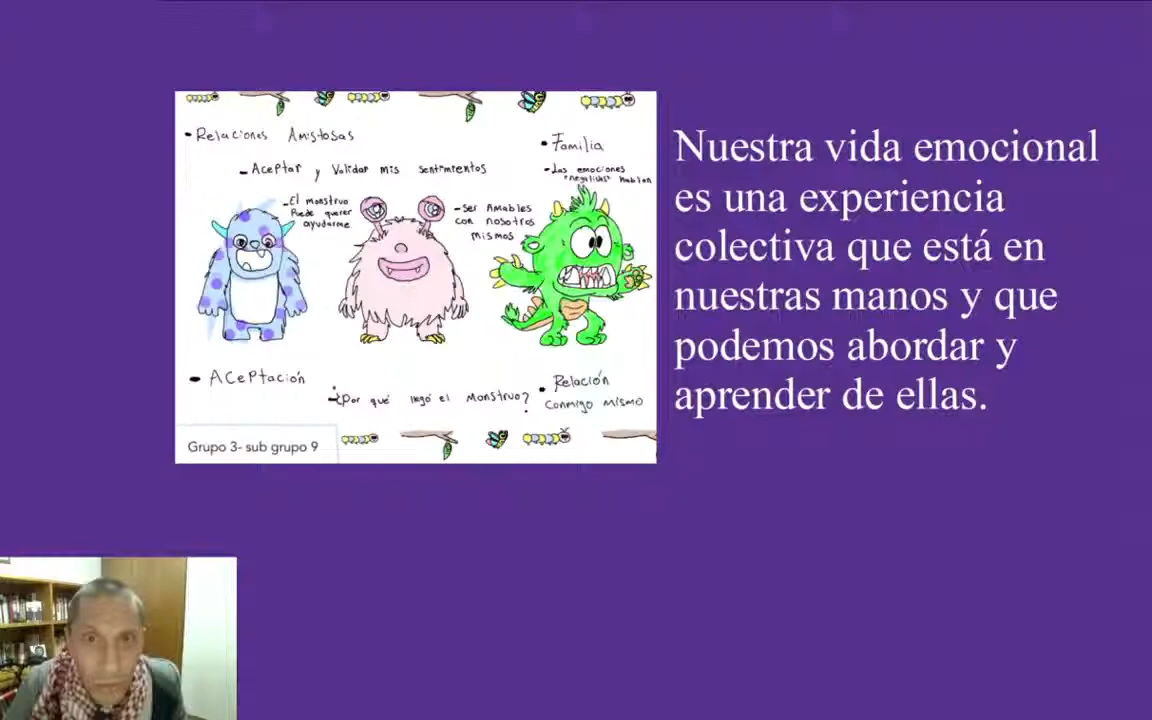 • Relaciones Amistosas
- Aceptar y Validar mis sentimientos
- El monstruo
Puede querer
ayudarme
- Ser Amables
con nosotros
mismos
• Familia
- Las emociones
"negativas" hablan
• Aceptación
- ¿Por qué llegó el monstruo?
• Relación
conmigo mismo
Grupo 3- sub grupo 9
Nuestra vida emocional
es una experiencia
colectiva que está en
nuestras manos y que
podemos abordar y
aprender de ellas.